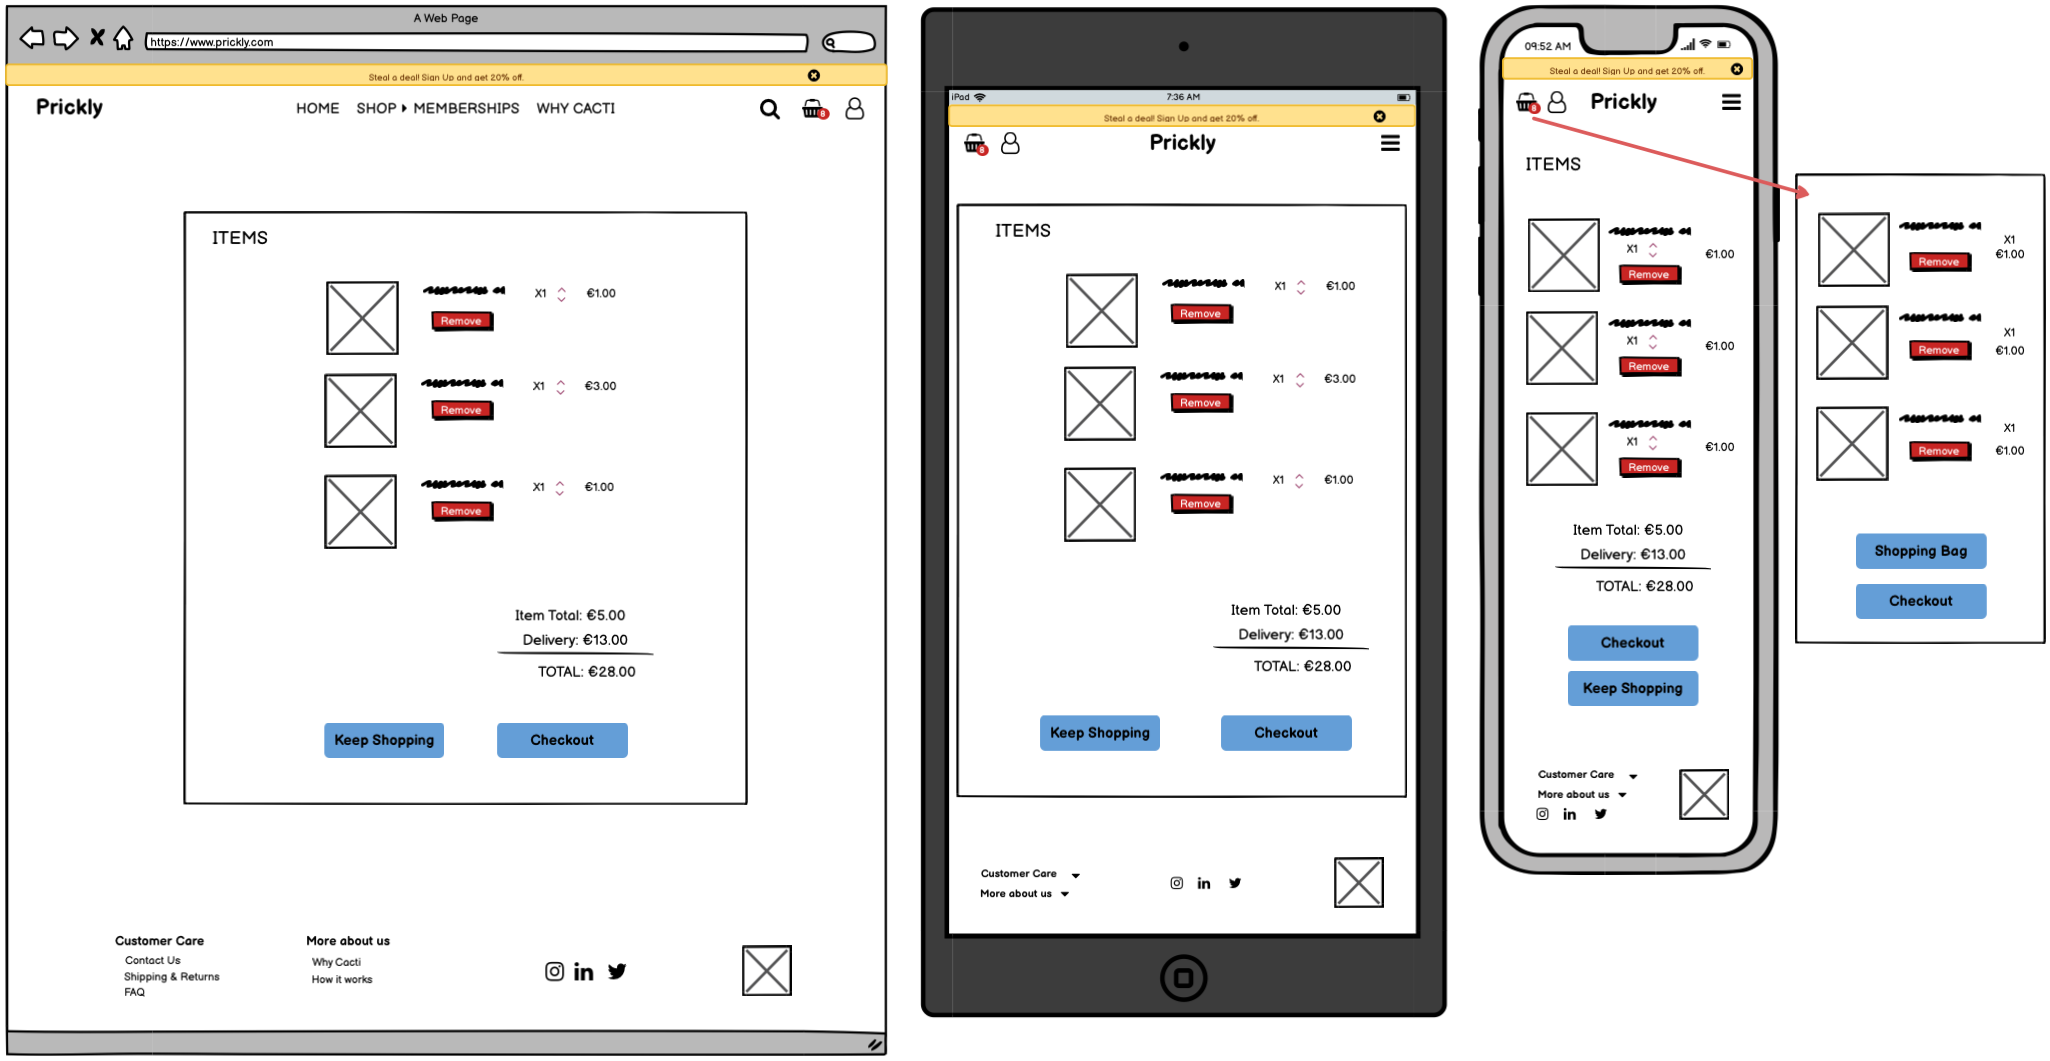 A Web Page
https://www.prickly.com
Steal a deal! Sign Up and get 20% off.
Prickly
HOME SHOP MEMBERSHIPS WHY CACTI
8
ITEMS
X1 €1.00
Remove
X1 €3.00
Remove
X1 €1.00
Remove
Item Total: €5.00
Delivery: €13.00
TOTAL: €28.00
Keep Shopping Checkout
Customer Care
Contact Us
Shipping & Returns
FAQ
More about us
Why Cacti
How it works
iPad 7:36 AM
Steal a deal! Sign Up and get 20% off.
8
Prickly
ITEMS
X1 €1.00
Remove
X1 €3.00
Remove
X1 €1.00
Remove
Item Total: €5.00
Delivery: €13.00
TOTAL: €28.00
Keep Shopping Checkout
Customer Care
More about us
09:52 AM
Steal a deal! Sign Up and get 20% off.
8
Prickly
ITEMS
X1
€1.00
Remove
X1
€1.00
Remove
X1
€1.00
Remove
Item Total: €5.00
Delivery: €13.00
TOTAL: €28.00
Checkout
Keep Shopping
Customer Care
More about us
X1
€1.00
Remove
X1
€1.00
Remove
X1
€1.00
Remove
Shopping Bag
Checkout